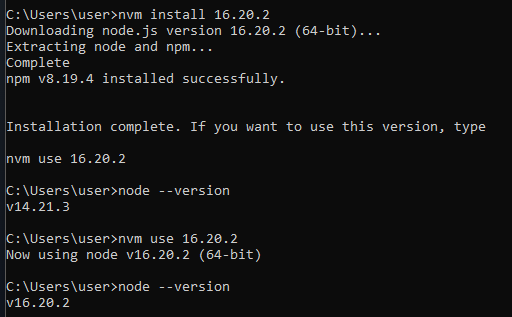 C:\Users\user>nvm install 16.20.2
Downloading node.js version 16.20.2 (64-bit)...
Extracting node and npm...
Complete
npm v8.19.4 installed successfully.
Installation complete. If you want to use this version, type
nvm use 16.20.2
C:\Users\user>node --version
v14.21.3
C:\Users\user>nvm use 16.20.2
Now using node v16.20.2 (64-bit)
C:\Users\user>node --version
v16.20.2